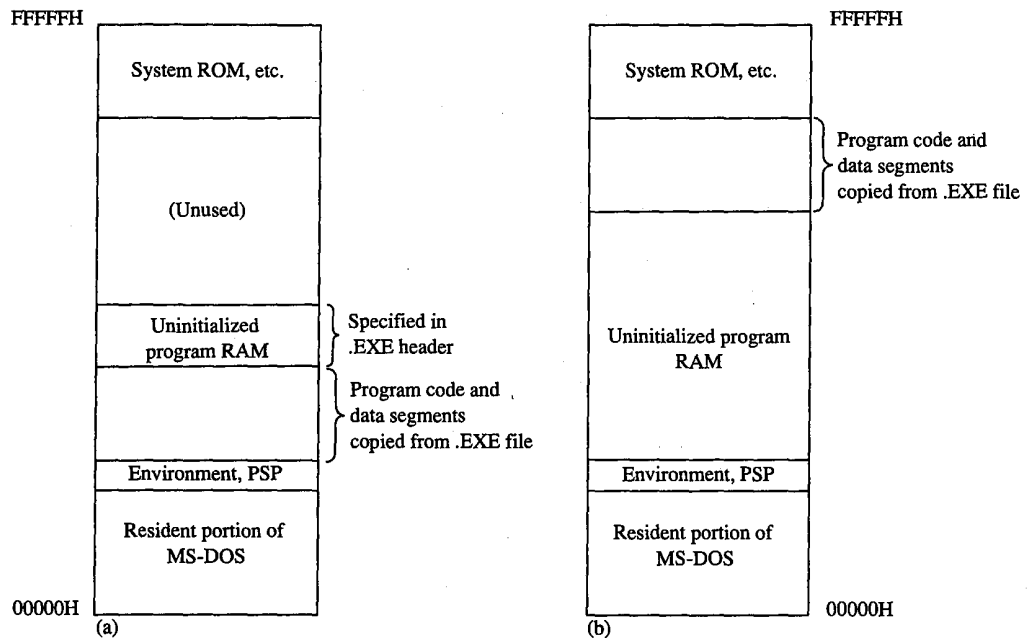 FFFFFH
System ROM, etc.
(Unused)
Uninitialized
program RAM
Specified in
.EXE header
Program code and
data segments
copied from .EXE file
Environment, PSP
Resident portion of
MS-DOS
00000H
(a)
FFFFFH
System ROM, etc.
Program code and
data segments
copied from .EXE file
Uninitialized program
RAM
Environment, PSP
Resident portion of
MS-DOS
00000H
(b)